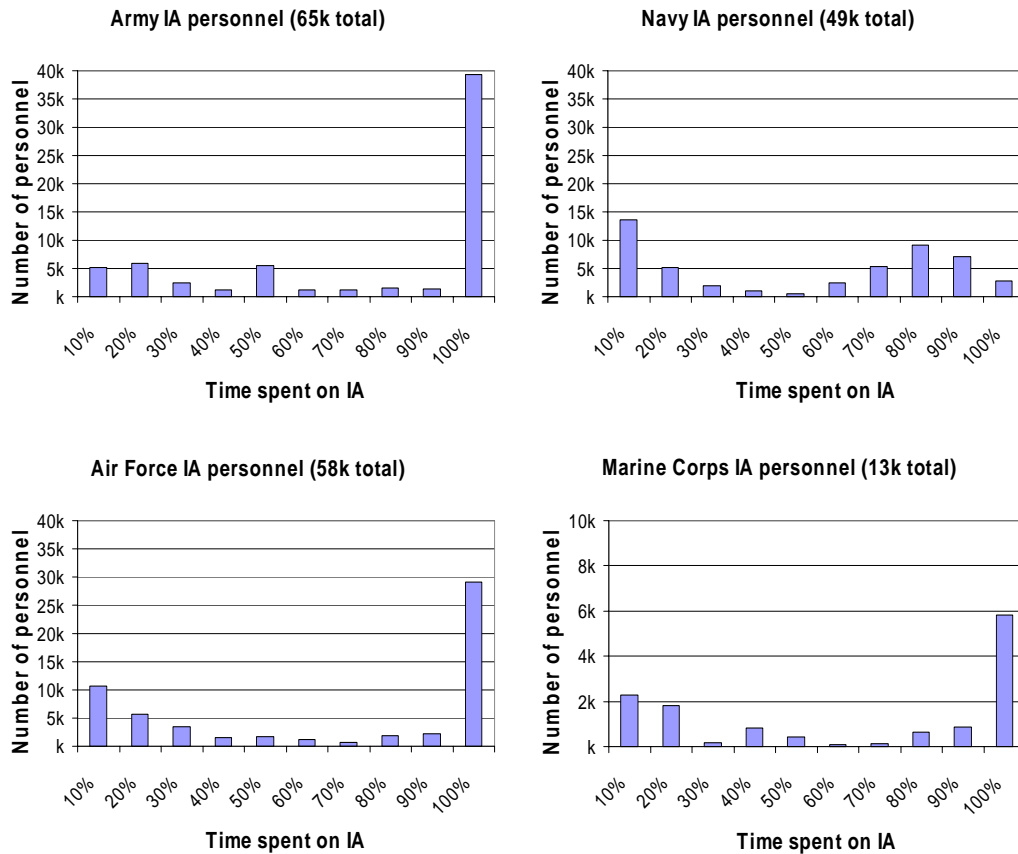 Army IA personnel (65k total)
Number of personnel
40k
35k
30k
25k
20k
15k
10k
5k
k
10% 20% 30% 40% 50% 60% 70% 80% 90% 100%
Time spent on IA
Navy IA personnel (49k total)
Number of personnel
40k
35k
30k
25k
20k
15k
10k
5k
k
10% 20% 30% 40% 50% 60% 70% 80% 90% 100%
Time spent on IA
Air Force IA personnel (58k total)
Number of personnel
40k
35k
30k
25k
20k
15k
10k
5k
k
10% 20% 30% 40% 50% 60% 70% 80% 90% 100%
Time spent on IA
Marine Corps IA personnel (13k total)
Number of personnel
10k
8k
6k
4k
2k
k
10% 20% 30% 40% 50% 60% 70% 80% 90% 100%
Time spent on IA